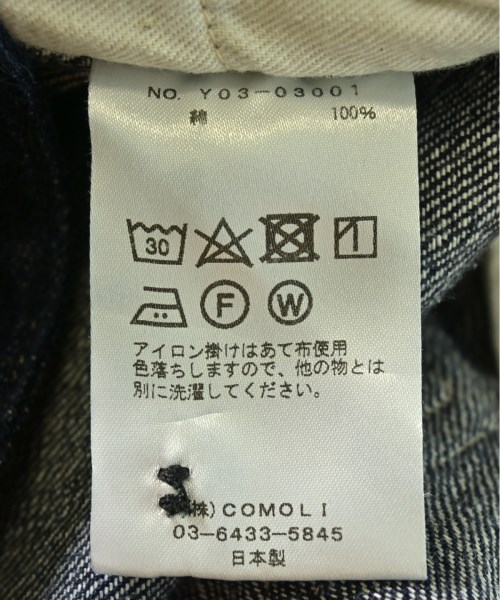 NO. Y03-03001
綿 100%
30
F W
アイロン掛けはあて布使用
色落ちしますので、他の物とは
別に洗濯してください。
(株)COMOLI
03-6433-5845
日本製